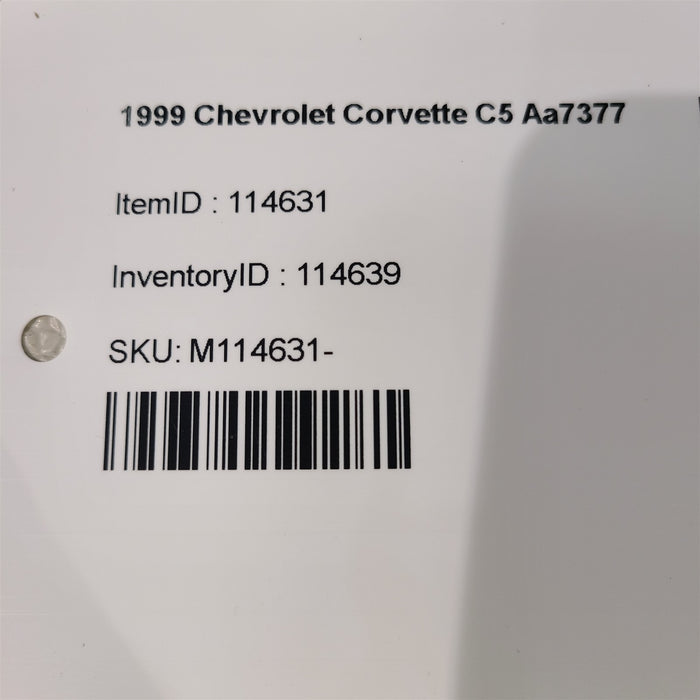 1999 Chevrolet Corvette C5 Aa7377
ItemID : 114631
InventoryID : 114639
SKU: M114631-